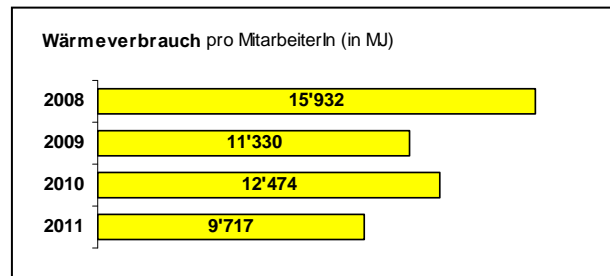 Wärmeverbrauch pro MitarbeiterIn (in MJ)
2008 15'932
2009 11'330
2010 12'474
2011 9'717